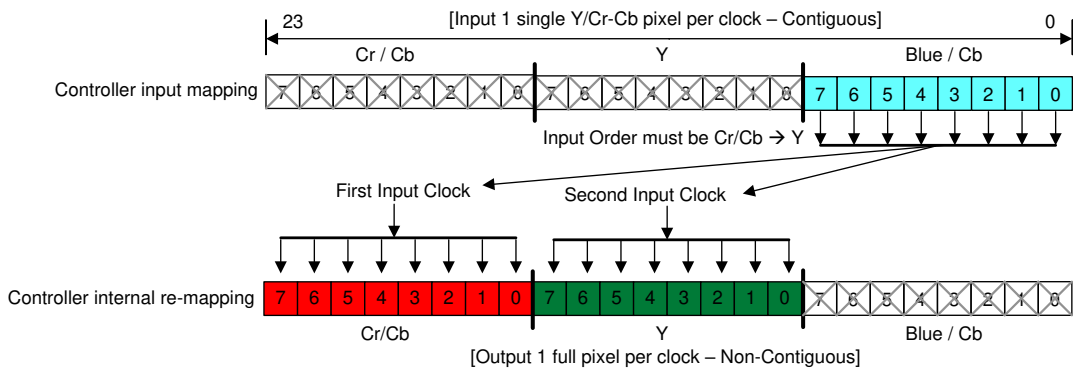 23 [Input 1 single Y/Cr-Cb pixel per clock – Contiguous] 0
Cr / Cb Y Blue / Cb
Controller input mapping 7 6 5 4 3 2 1 0 7 6 5 4 3 2 1 0 7 6 5 4 3 2 1 0
Input Order must be Cr/Cb → Y
First Input Clock Second Input Clock
Controller internal re-mapping 7 6 5 4 3 2 1 0 7 6 5 4 3 2 1 0 7 6 5 4 3 2 1 0
Cr/Cb Y Blue / Cb
[Output 1 full pixel per clock – Non-Contiguous]